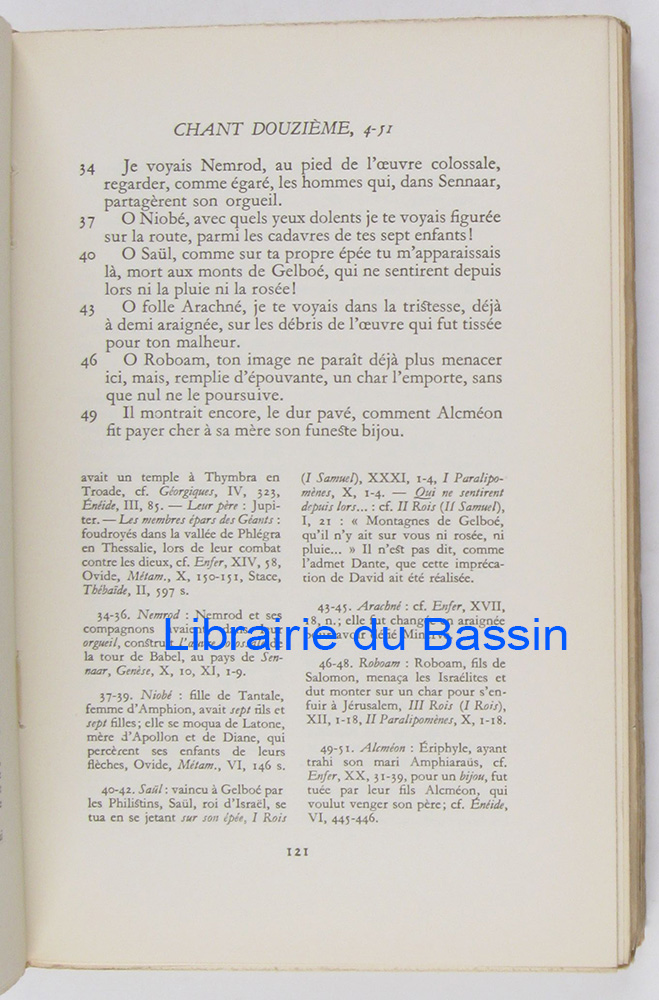 CHANT DOUZIÈME, 4-51
34 Je voyais Nemrod, au pied de l'œuvre colossale,
regarder, comme égaré, les hommes qui, dans Sennaar,
partagèrent son orgueil.
37 O Niobé, avec quels yeux dolents je te voyais figurée
sur la route, parmi les cadavres de tes sept enfants !
40 O Saül, comme sur ta propre épée tu m'apparaissais
là, mort aux monts de Gelboé, qui ne sentirent depuis
lors ni la pluie ni la rosée !
43 O folle Arachné, je te voyais dans la tristesse, déjà
à demi araignée, sur les débris de l'œuvre qui fut tissée
pour ton malheur.
46 O Roboam, ton image ne paraît déjà plus menacer
ici, mais, remplie d'épouvante, un char l'emporte, sans
que nul ne le poursuive.
49 Il montrait encore, le dur pavé, comment Alcméon
fit payer cher à sa mère son funeste bijou.
avait un temple à Thymbra en
Troade, cf. Géorgiques, IV, 323,
Énéide, III, 85. — Leur père : Jupi-
ter. — Les membres épars des Géants :
foudroyés dans la vallée de Phlégra
en Thessalie, lors de leur combat
contre les dieux, cf. Enfer, XIV, 58,
Ovide, Métam., X, 150-151, Stace,
Thébaïde, II, 597 s.
34-36. Nemrod : Nemrod et ses
compagnons avaient, dans leur
orgueil, construit l'œuvre colossale de
la tour de Babel, au pays de Sen-
naar, Genèse, X, 10, XI, 1-9.
37-39. Niobé : fille de Tantale,
femme d'Amphion, avait sept fils et
sept filles ; elle se moqua de Latone,
mère d'Apollon et de Diane, qui
percèrent ses enfants de leurs
flèches, Ovide, Métam., VI, 146 s.
40-42. Saül : vaincu à Gelboé par
les Philistins, Saül, roi d'Israël, se
tua en se jetant sur son épée, I Rois
(I Samuel), XXXI, 1-4, I Paralipo-
mènes, X, 1-4. — Qui ne sentirent
depuis lors... : cf. II Rois (II Samuel),
I, 21 : « Montagnes de Gelboé,
qu'il n'y ait sur vous ni rosée, ni
pluie... » Il n'est pas dit, comme
l'admet Dante, que cette impréca-
tion de David ait été réalisée.
43-45. Arachné : cf. Enfer, XVII,
18, n. ; elle fut changée en araignée
pour avoir défié Minerve.
46-48. Roboam : Roboam, fils de
Salomon, menaça les Israélites et
dut monter sur un char pour s'en-
fuir à Jérusalem, III Rois (I Rois),
XII, 1-18, II Paralipomènes, X, 1-18.
49-51. Alcméon : Ériphyle, ayant
trahi son mari Amphiaraüs, cf.
Enfer, XX, 31-39, pour un bijou, fut
tuée par leur fils Alcméon, qui
voulut venger son père ; cf. Énéide,
VI, 445-446.
Librairie du Bassin
121